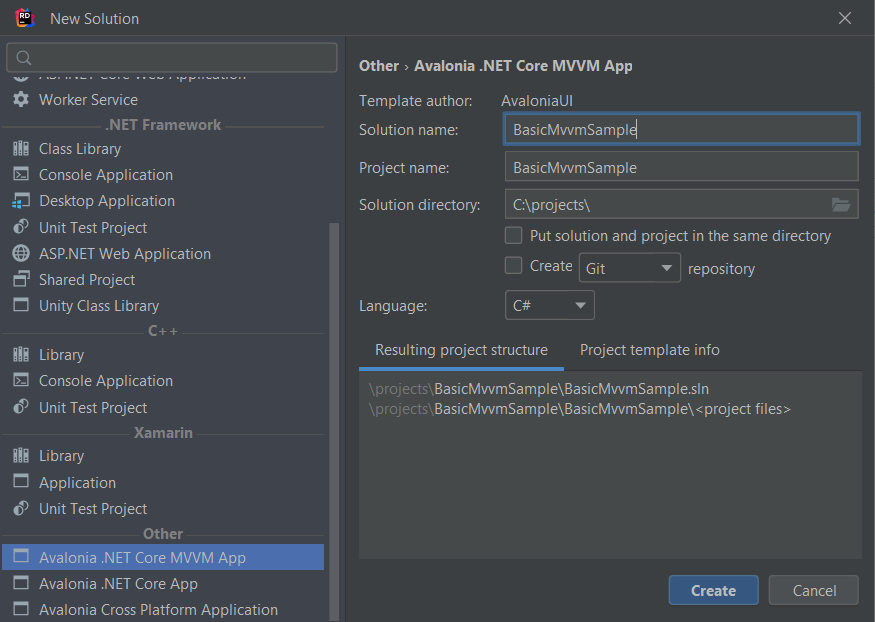 RD
New Solution
ASP.NET Core Web Application
Worker Service
.NET Framework
Class Library
Console Application
Desktop Application
Unit Test Project
ASP.NET Web Application
Shared Project
Unity Class Library
C++
Library
Console Application
Unit Test Project
Xamarin
Library
Application
Unit Test Project
Other
Avalonia .NET Core MVVM App
Avalonia .NET Core App
Avalonia Cross Platform Application
Other › Avalonia .NET Core MVVM App
Template author: AvaloniaUI
Solution name: BasicMvvmSample
Project name: BasicMvvmSample
Solution directory: C:\projects\
Put solution and project in the same directory
Create Git repository
Language: C#
Resulting project structure Project template info
\projects\BasicMvvmSample\BasicMvvmSample.sln
\projects\BasicMvvmSample\BasicMvvmSample\<project files>
Create Cancel